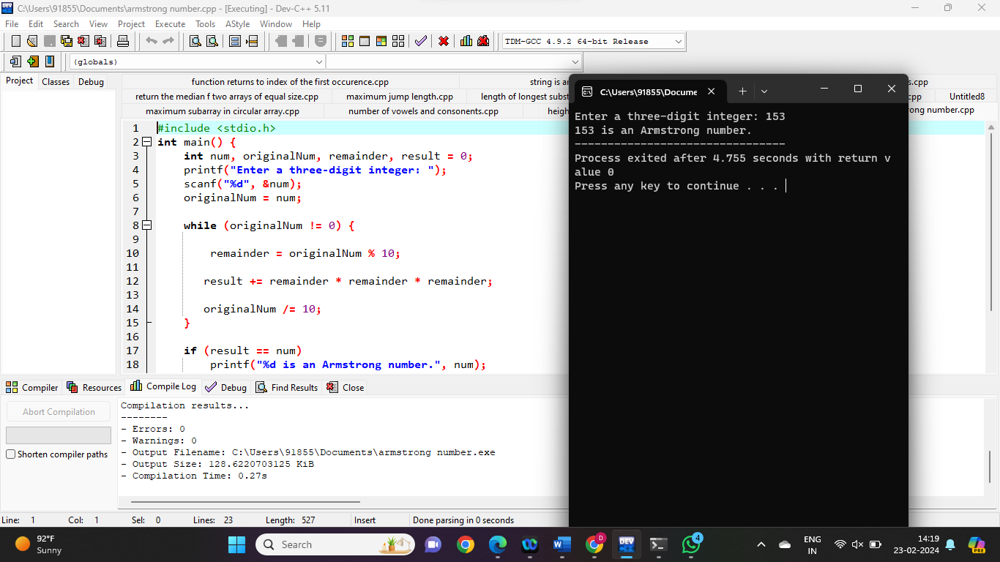 C:\Users\91855\Documents\armstrong number.cpp - [Executing] - Dev-C++ 5.11
File Edit Search View Project Execute Tools AStyle Window Help
TDM-GCC 4.9.2 64-bit Release
(globals)
Project Classes Debug
function returns to index of the first occurence.cpp
string is
s.cpp
return the median f two arrays of equal size.cpp
maximum jump length.cpp
length of longest subst
cpp
Untitled8
maximum subarray in circular array.cpp
number of vowels and consonents.cpp
heigh
ong number.cpp
1 #include <stdio.h>
2 int main() {
3 int num, originalNum, remainder, result = 0;
4 printf("Enter a three-digit integer: ");
5 scanf("%d", &num);
6 originalNum = num;
7
8 while (originalNum != 0) {
9
10 remainder = originalNum % 10;
11
12 result += remainder * remainder * remainder;
13
14 originalNum /= 10;
15 }
16
17 if (result == num)
18 printf("%d is an Armstrong number.", num);
C:\Users\91855\Docume
Enter a three-digit integer: 153
153 is an Armstrong number.
--------------------------------
Process exited after 4.755 seconds with return v
alue 0
Press any key to continue . . .
Compiler Resources Compile Log Debug Find Results Close
Abort Compilation
Shorten compiler paths
Compilation results...
--------
- Errors: 0
- Warnings: 0
- Output Filename: C:\Users\91855\Documents\armstrong number.exe
- Output Size: 128.6220703125 KiB
- Compilation Time: 0.27s
Line: 1 Col: 1 Sel: 0 Lines: 23 Length: 527 Insert Done parsing in 0 seconds
92°F
Sunny
Search
D
DEV
4
ENG
IN
14:19
23-02-2024
PRE